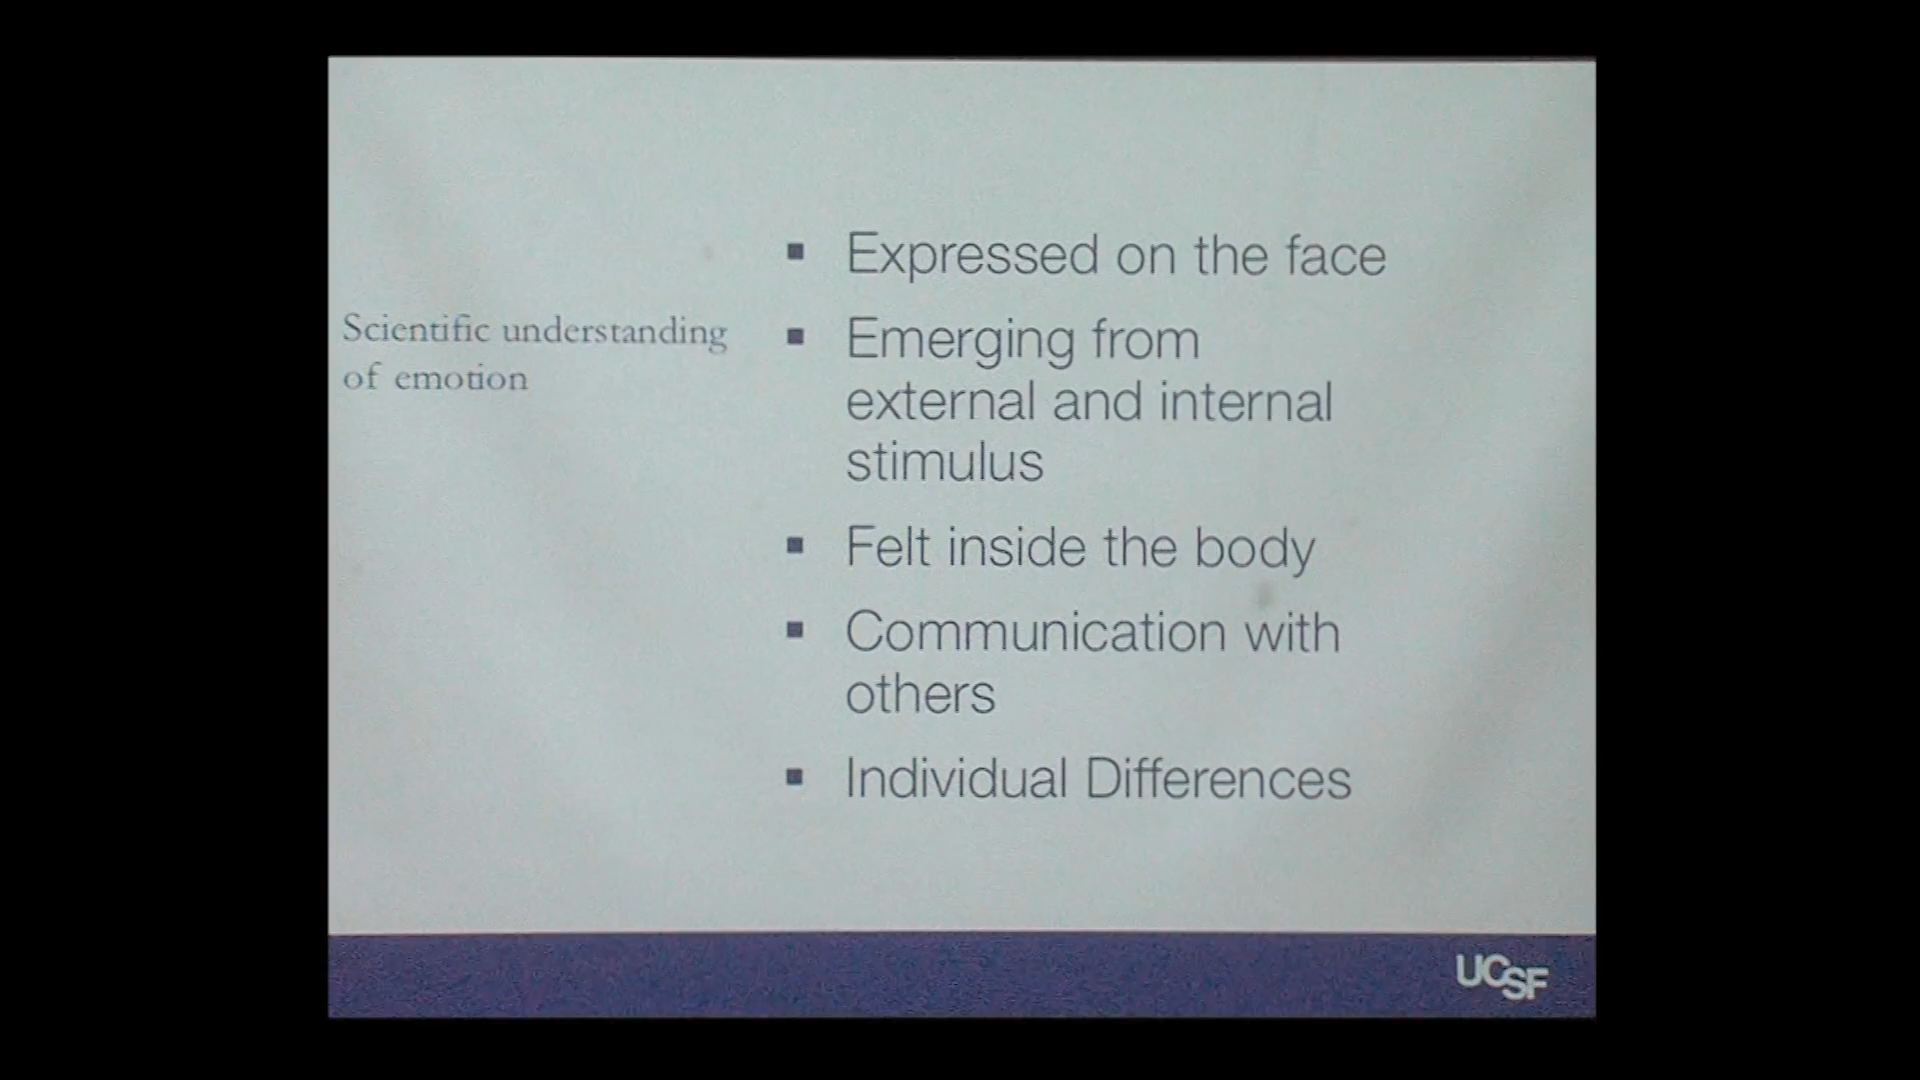 Scientific understanding
of emotion
▪ Expressed on the face
▪ Emerging from
external and internal
stimulus
▪ Felt inside the body
▪ Communication with
others
▪ Individual Differences
UCSF